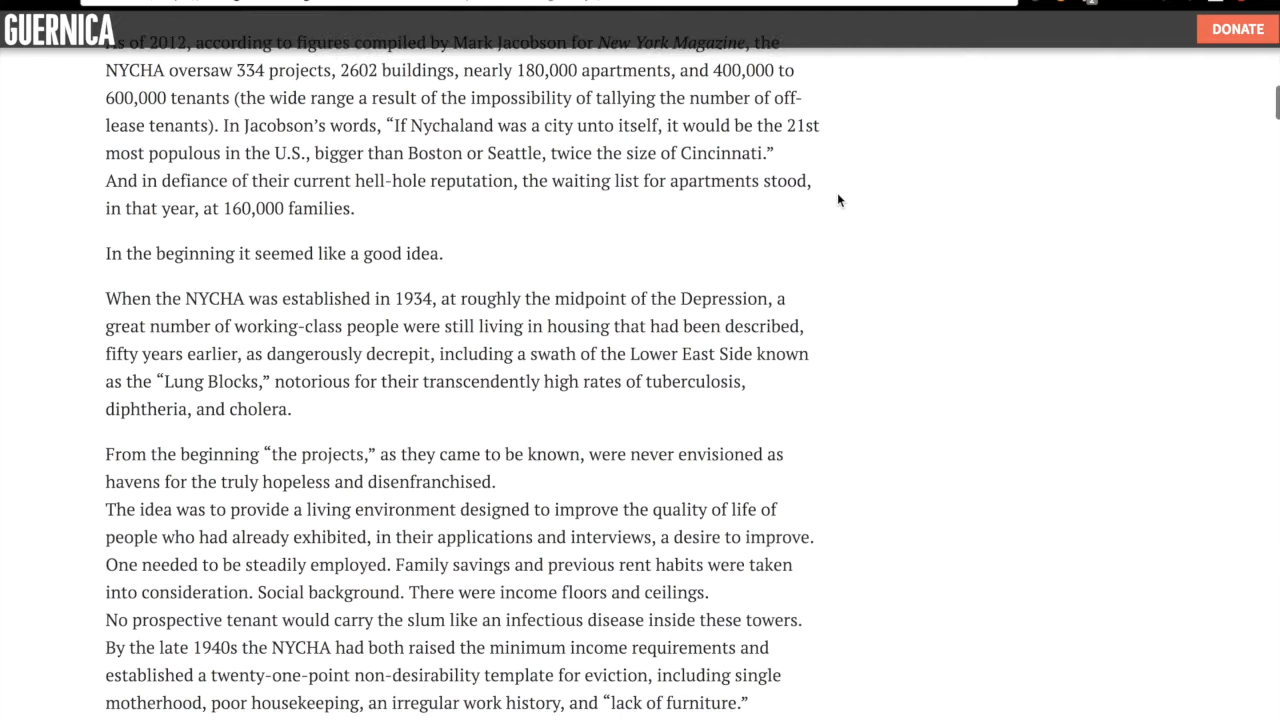 GUERNICA
DONATE
As of 2012, according to figures compiled by Mark Jacobson for New York Magazine, the
NYCHA oversaw 334 projects, 2602 buildings, nearly 180,000 apartments, and 400,000 to
600,000 tenants (the wide range a result of the impossibility of tallying the number of off-
lease tenants). In Jacobson’s words, “If Nychaland was a city unto itself, it would be the 21st
most populous in the U.S., bigger than Boston or Seattle, twice the size of Cincinnati.”
And in defiance of their current hell-hole reputation, the waiting list for apartments stood,
in that year, at 160,000 families.
In the beginning it seemed like a good idea.
When the NYCHA was established in 1934, at roughly the midpoint of the Depression, a
great number of working-class people were still living in housing that had been described,
fifty years earlier, as dangerously decrepit, including a swath of the Lower East Side known
as the “Lung Blocks,” notorious for their transcendently high rates of tuberculosis,
diphtheria, and cholera.
From the beginning “the projects,” as they came to be known, were never envisioned as
havens for the truly hopeless and disenfranchised.
The idea was to provide a living environment designed to improve the quality of life of
people who had already exhibited, in their applications and interviews, a desire to improve.
One needed to be steadily employed. Family savings and previous rent habits were taken
into consideration. Social background. There were income floors and ceilings.
No prospective tenant would carry the slum like an infectious disease inside these towers.
By the late 1940s the NYCHA had both raised the minimum income requirements and
established a twenty-one-point non-desirability template for eviction, including single
motherhood, poor housekeeping, an irregular work history, and “lack of furniture.”